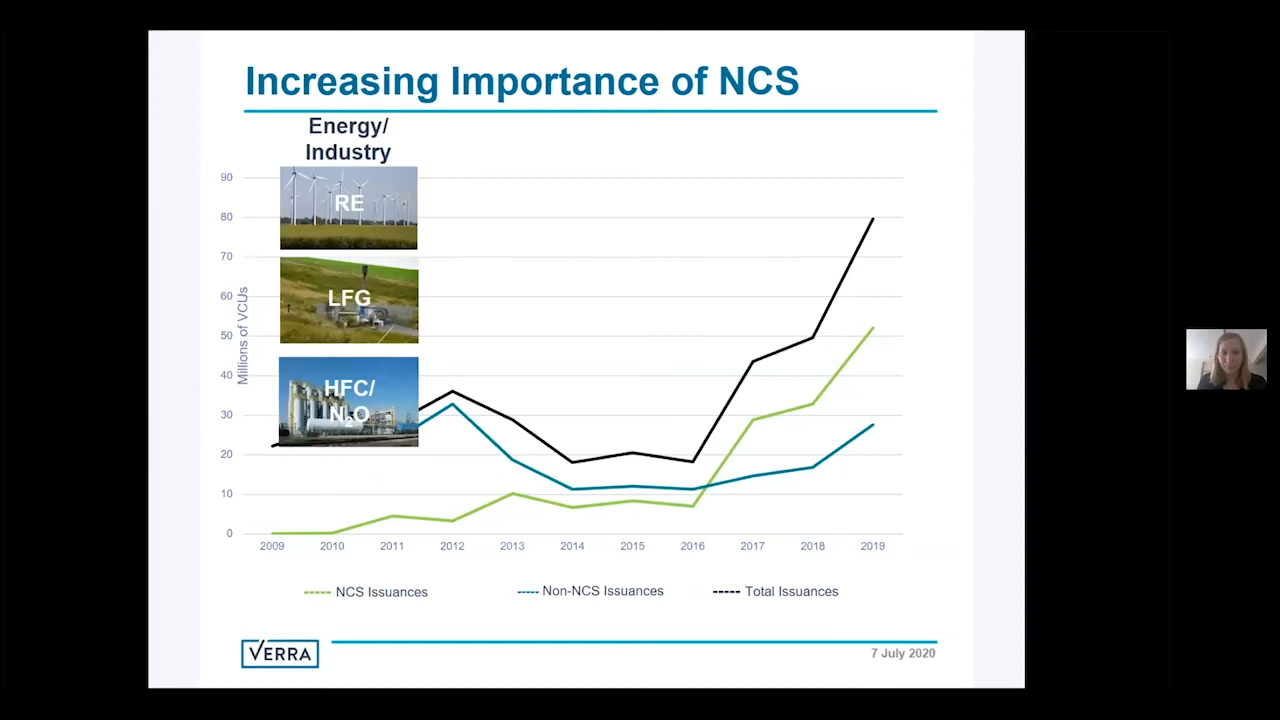 Increasing Importance of NCS
Energy/
Industry
RE
LFG
HFC/
N₂O
Millions of VCUs
90
80
70
60
50
40
30
20
10
0
2009 2010 2011 2012 2013 2014 2015 2016 2017 2018 2019
NCS Issuances Non-NCS Issuances Total Issuances
VERRA
7 July 2020